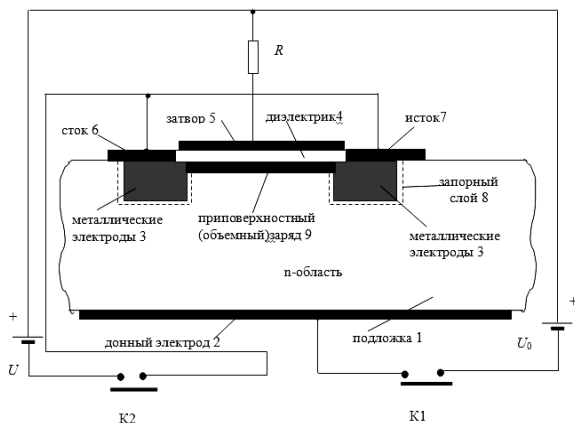 R
затвор 5
диэлектрик4
сток 6
исток7
запорный
слой 8
металлические
электроды 3
приповерхностный
(объемный)заряд 9
металлические
электроды 3
n-область
+
+
донный электрод 2
подложка 1
U
U0
К2
К1